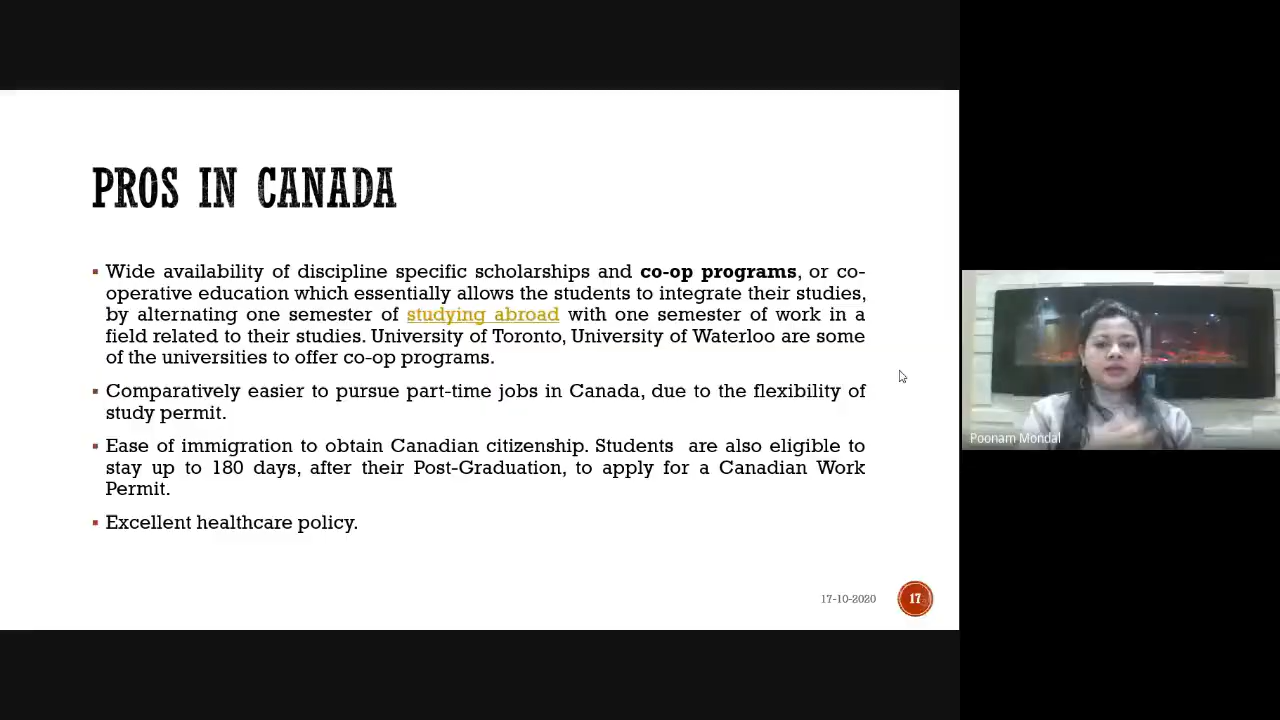 PROS IN CANADA
▪ Wide availability of discipline specific scholarships and co-op programs, or co-
operative education which essentially allows the students to integrate their studies,
by alternating one semester of studying abroad with one semester of work in a
field related to their studies. University of Toronto, University of Waterloo are some
of the universities to offer co-op programs.
▪ Comparatively easier to pursue part-time jobs in Canada, due to the flexibility of
study permit.
▪ Ease of immigration to obtain Canadian citizenship. Students are also eligible to
stay up to 180 days, after their Post-Graduation, to apply for a Canadian Work
Permit.
▪ Excellent healthcare policy.
17-10-2020
17
Poonam Mondal